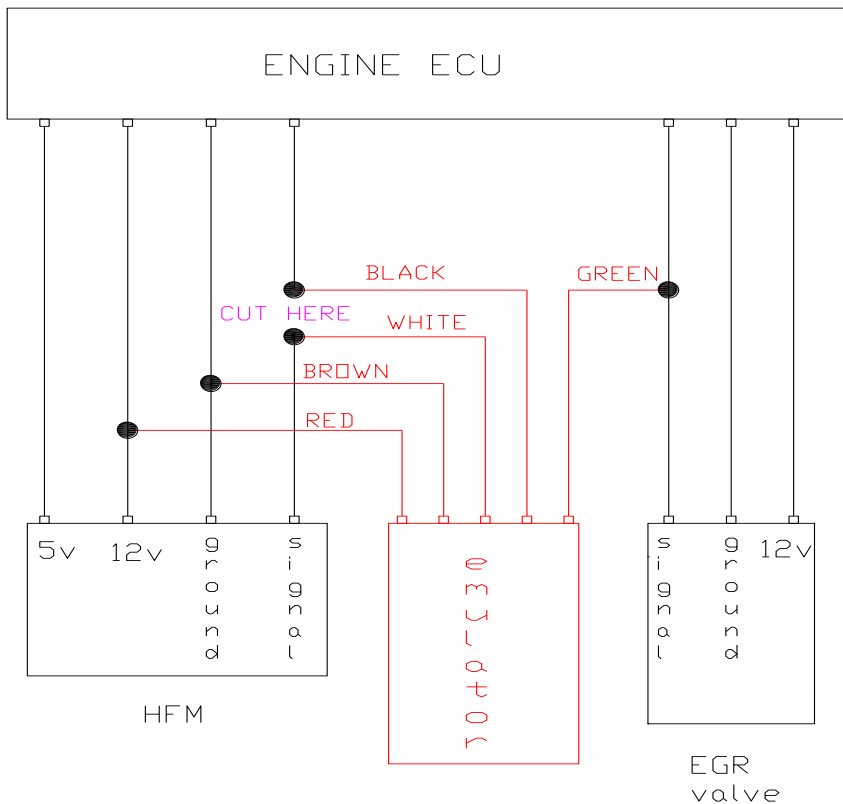 ENGINE ECU
BLACK
GREEN
CUT HERE
WHITE
BROWN
RED
5v
12v
ground
signal
emulator
signal
ground
12v
HFM
EGR
valve